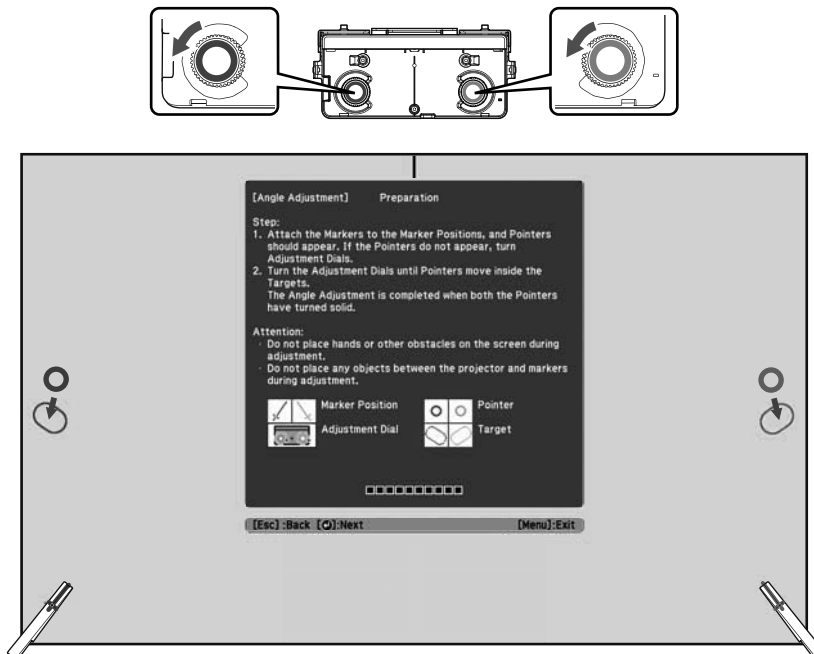 [Angle Adjustment] Preparation
Step:
1. Attach the Markers to the Marker Positions, and Pointers
should appear. If the Pointers do not appear, turn
Adjustment Dials.
2. Turn the Adjustment Dials until Pointers move inside the
Targets.
The Angle Adjustment is completed when both the Pointers
have turned solid.
Attention:
· Do not place hands or other obstacles on the screen during
adjustment.
· Do not place any objects between the projector and markers
during adjustment.
Marker Position Pointer
Adjustment Dial Target
[Esc] :Back [⏎]:Next [Menu]:Exit